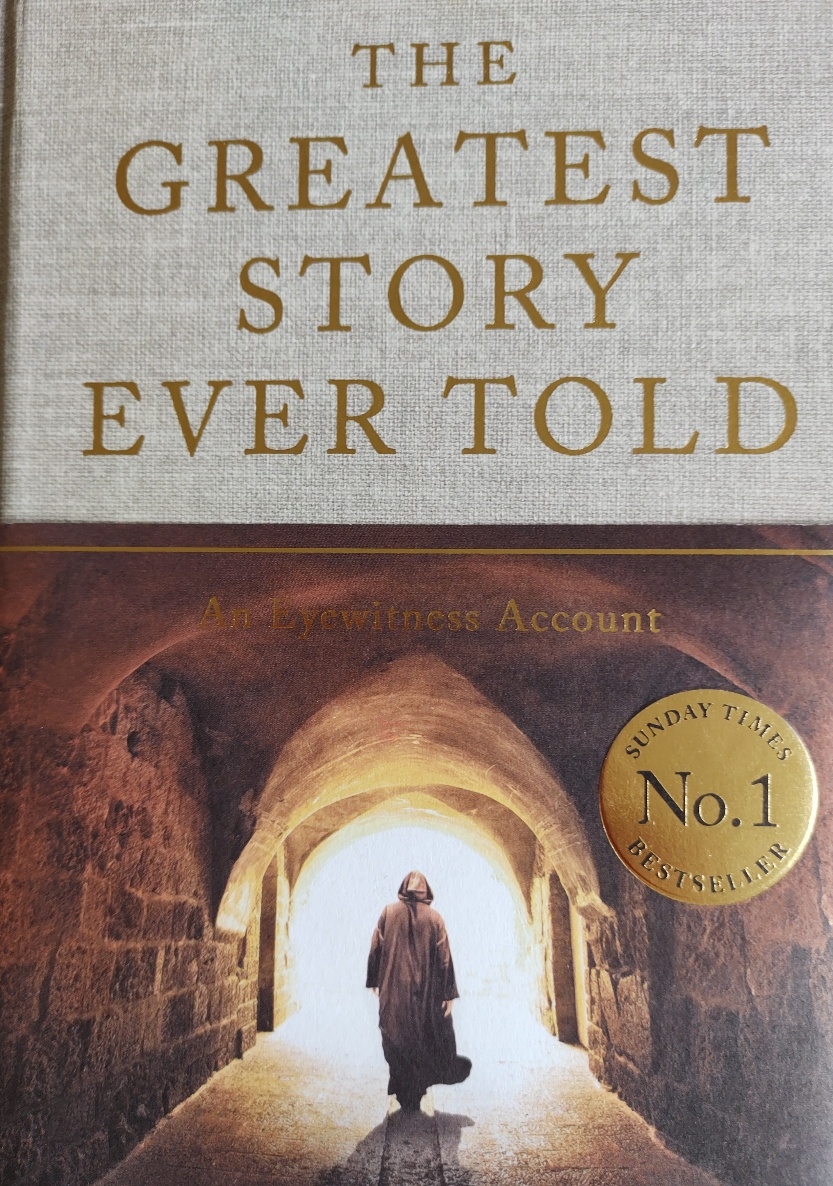 THE
GREATEST
STORY
EVER TOLD
An Eyewitness Account
SUNDAY TIMES
No.1
BESTSELLER